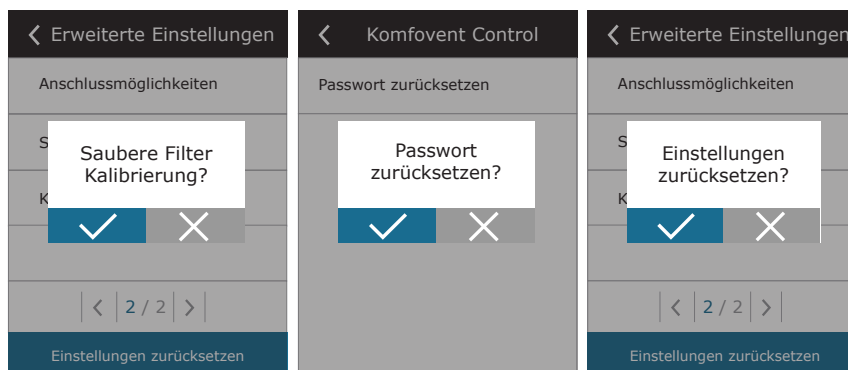 Erweiterte Einstellungen
Anschlussmöglichkeiten
S
Saubere Filter
Kalibrierung?
K
2 / 2
Einstellungen zurücksetzen
Komfovent Control
Passwort zurücksetzen
Passwort
zurücksetzen?
Erweiterte Einstellungen
Anschlussmöglichkeiten
S
Einstellungen
zurücksetzen?
K
2 / 2
Einstellungen zurücksetzen